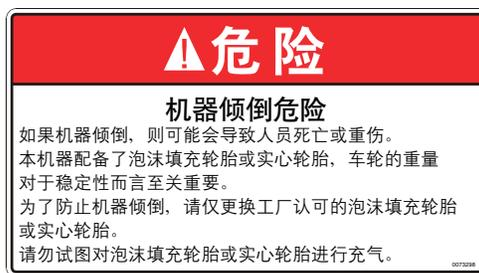 危险
机器倾倒危险
如果机器倾倒，则可能会导致人员死亡或重伤。
本机器配备了泡沫填充轮胎或实心轮胎，车轮的重量
对于稳定性而言至关重要。
为了防止机器倾倒，请仅更换工厂认可的泡沫填充轮胎
或实心轮胎。
请勿试图对泡沫填充轮胎或实心轮胎进行充气。
0073298